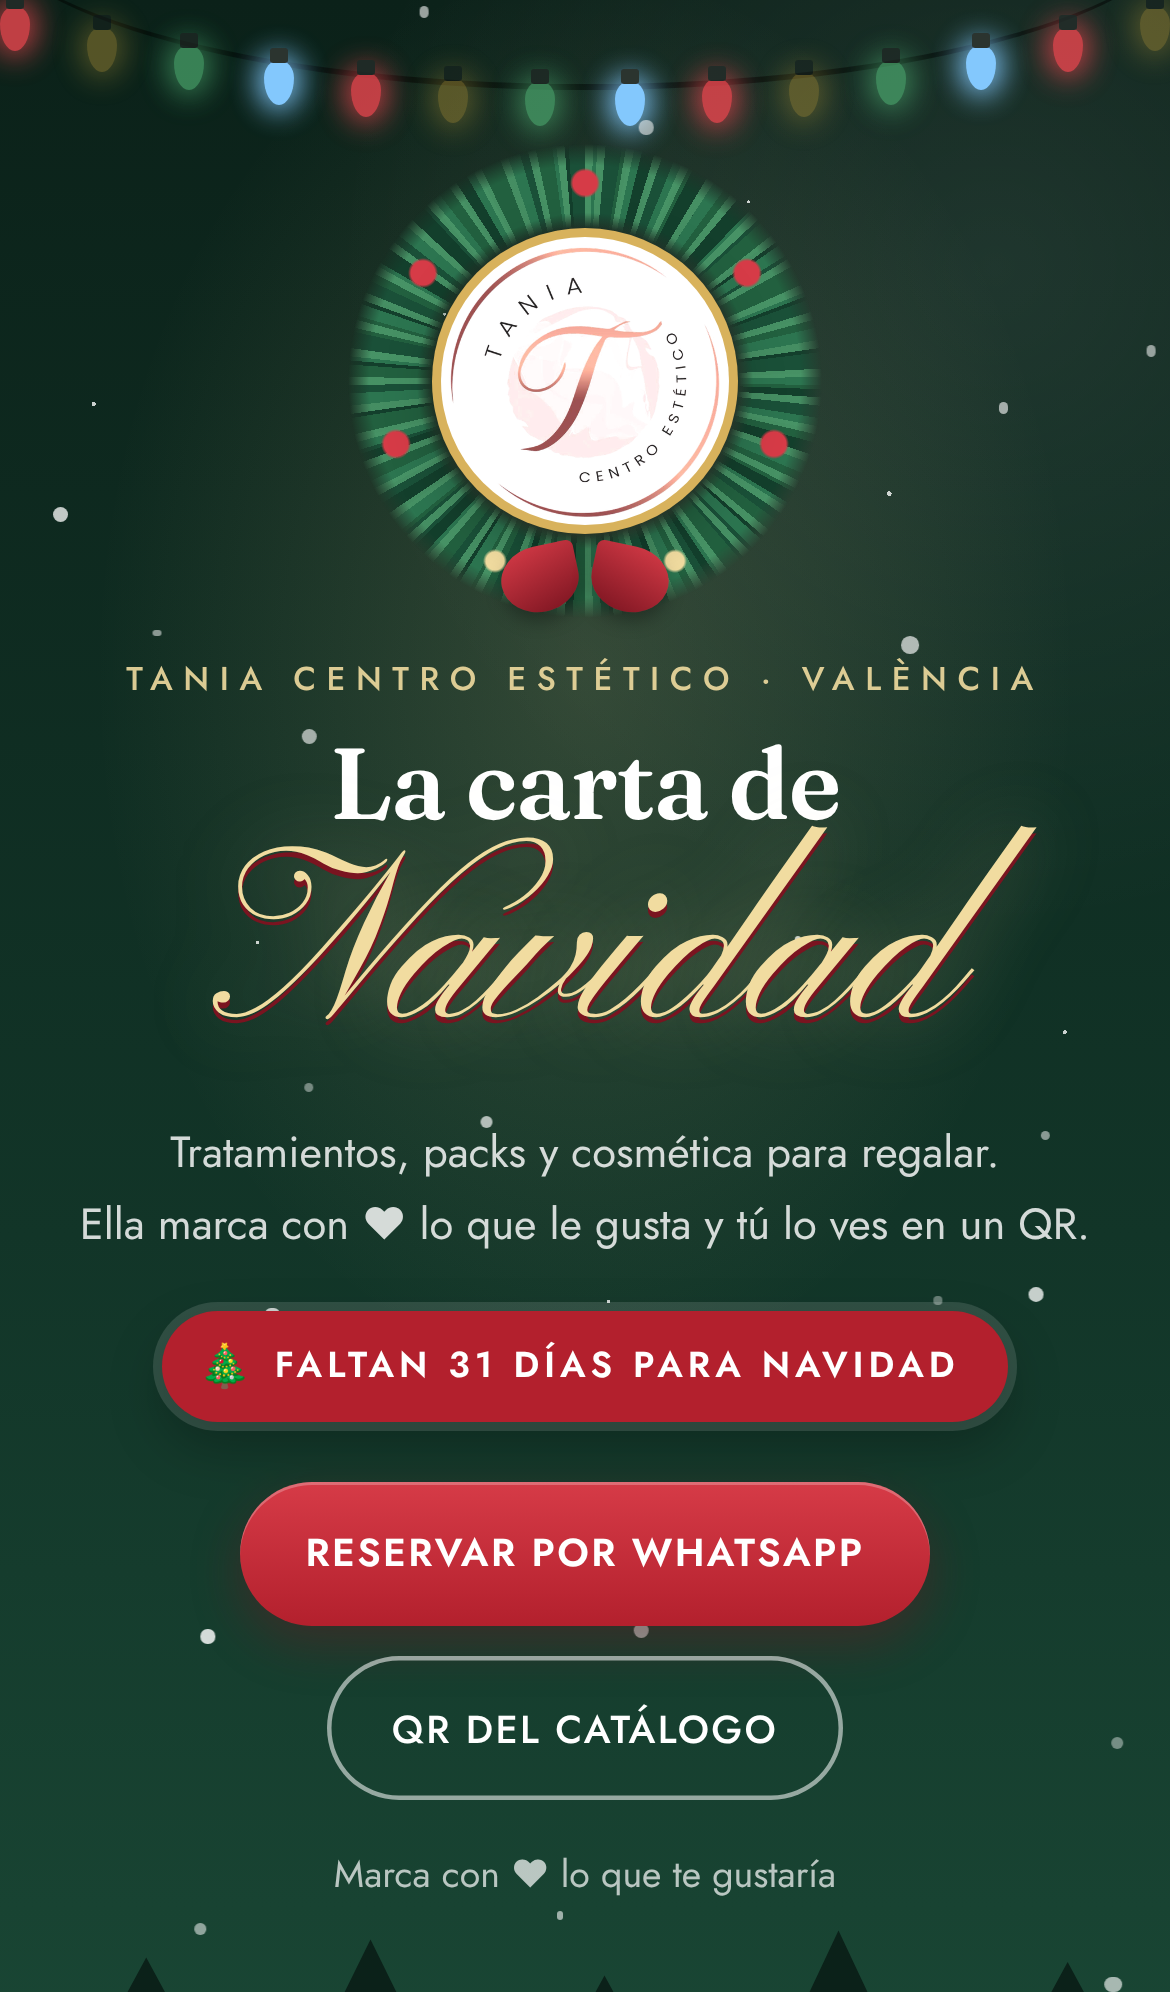 TANIA
T
CENTRO ESTÉTICO
TANIA CENTRO ESTÉTICO · VALÈNCIA
La carta de
Navidad
Tratamientos, packs y cosmética para regalar.
Ella marca con ♥ lo que le gusta y tú lo ves en un QR.
🎄 FALTAN 31 DÍAS PARA NAVIDAD
RESERVAR POR WHATSAPP
QR DEL CATÁLOGO
Marca con ♥ lo que te gustaría